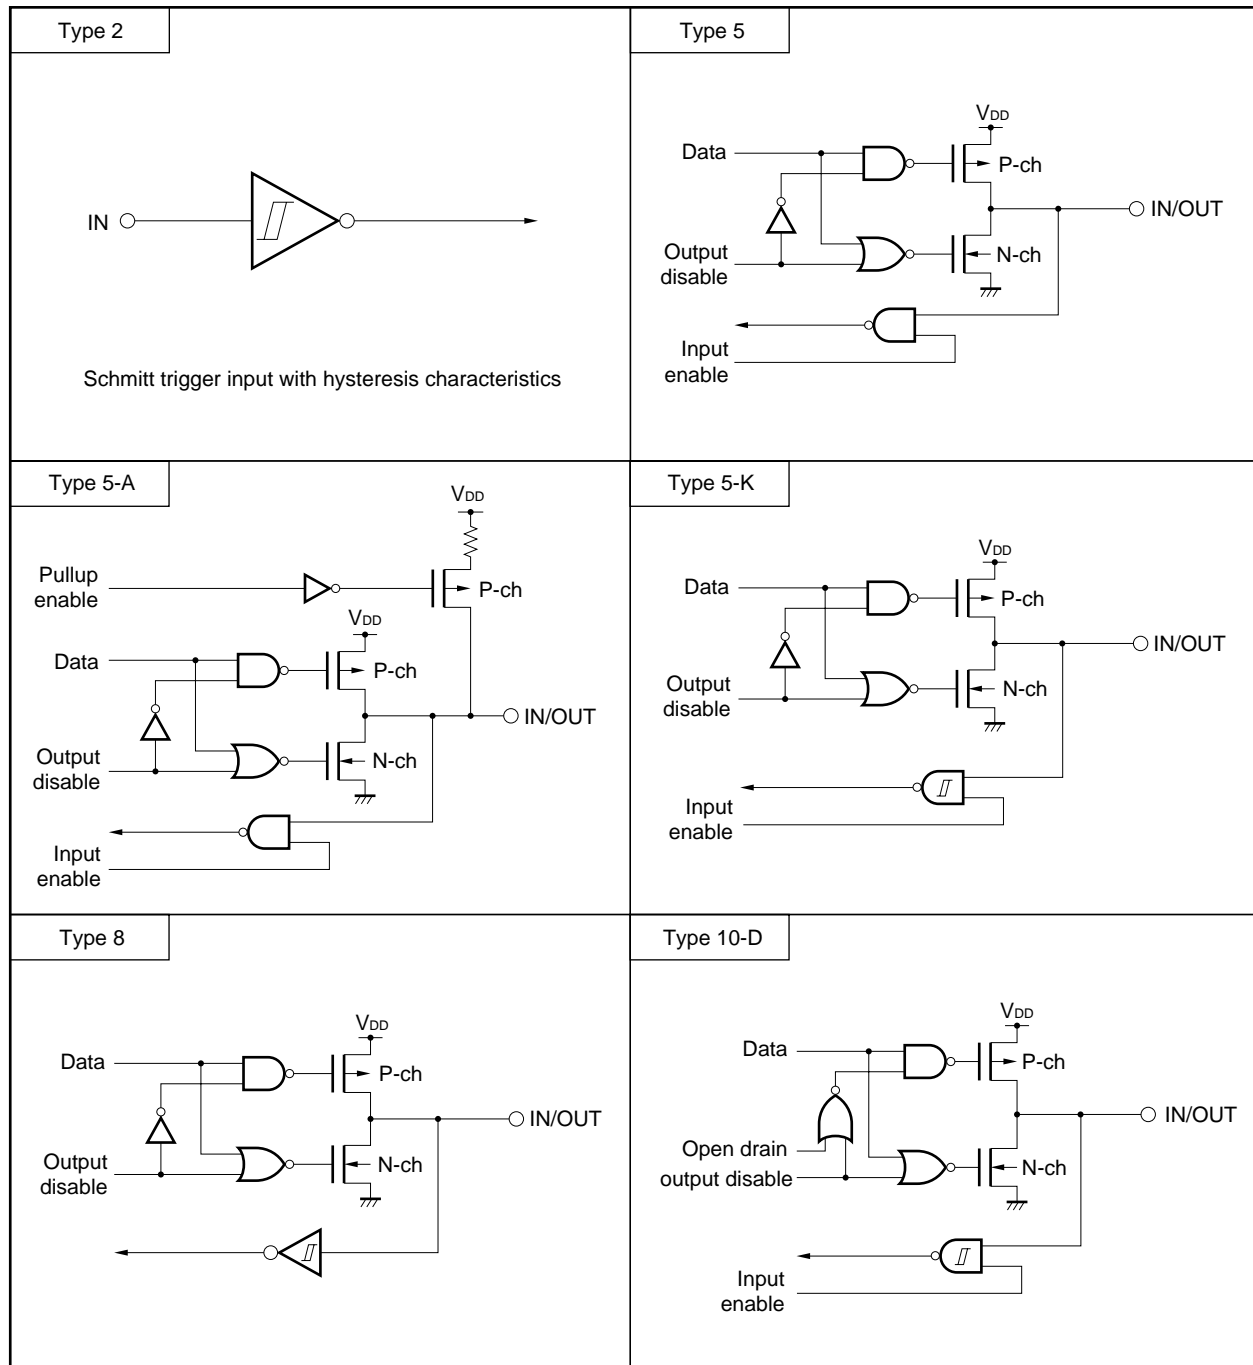 Type 2
IN
Schmitt trigger input with hysteresis characteristics
Type 5
VDD
Data
P-ch
IN/OUT
Output
disable
N-ch
Input
enable
Type 5-A
VDD
Pullup
enable
P-ch
VDD
Data
P-ch
IN/OUT
Output
disable
N-ch
Input
enable
Type 5-K
VDD
Data
P-ch
IN/OUT
Output
disable
N-ch
Input
enable
Type 8
VDD
Data
P-ch
IN/OUT
Output
disable
N-ch
Type 10-D
VDD
Data
P-ch
IN/OUT
Open drain
output disable
N-ch
Input
enable